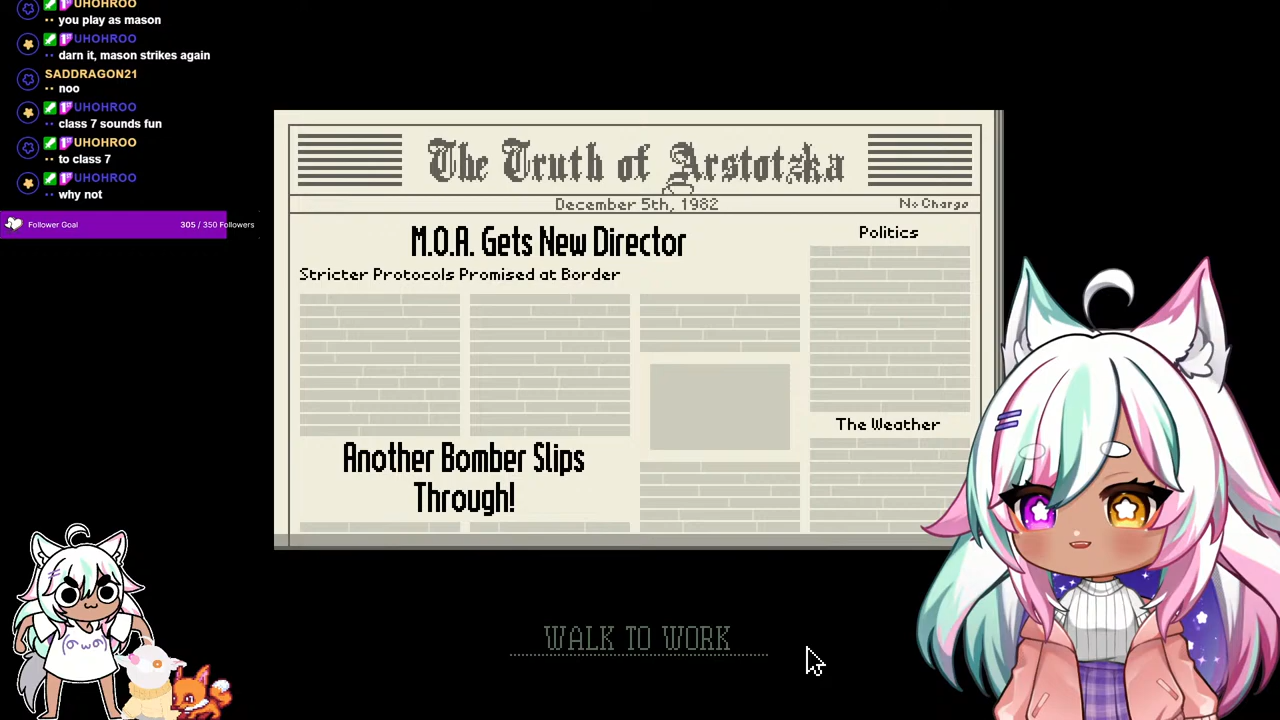 UHOHROO
you play as mason
UHOHROO
darn it, mason strikes again
SADDRAGON21
noo
UHOHROO
class 7 sounds fun
UHOHROO
to class 7
UHOHROO
why not
Follower Goal
305 / 350 Followers
The Truth of Arstotzka
December 5th, 1982
No Charge
M.O.A. Gets New Director
Stricter Protocols Promised at Border
Another Bomber Slips
Through!
Politics
The Weather
WALK TO WORK